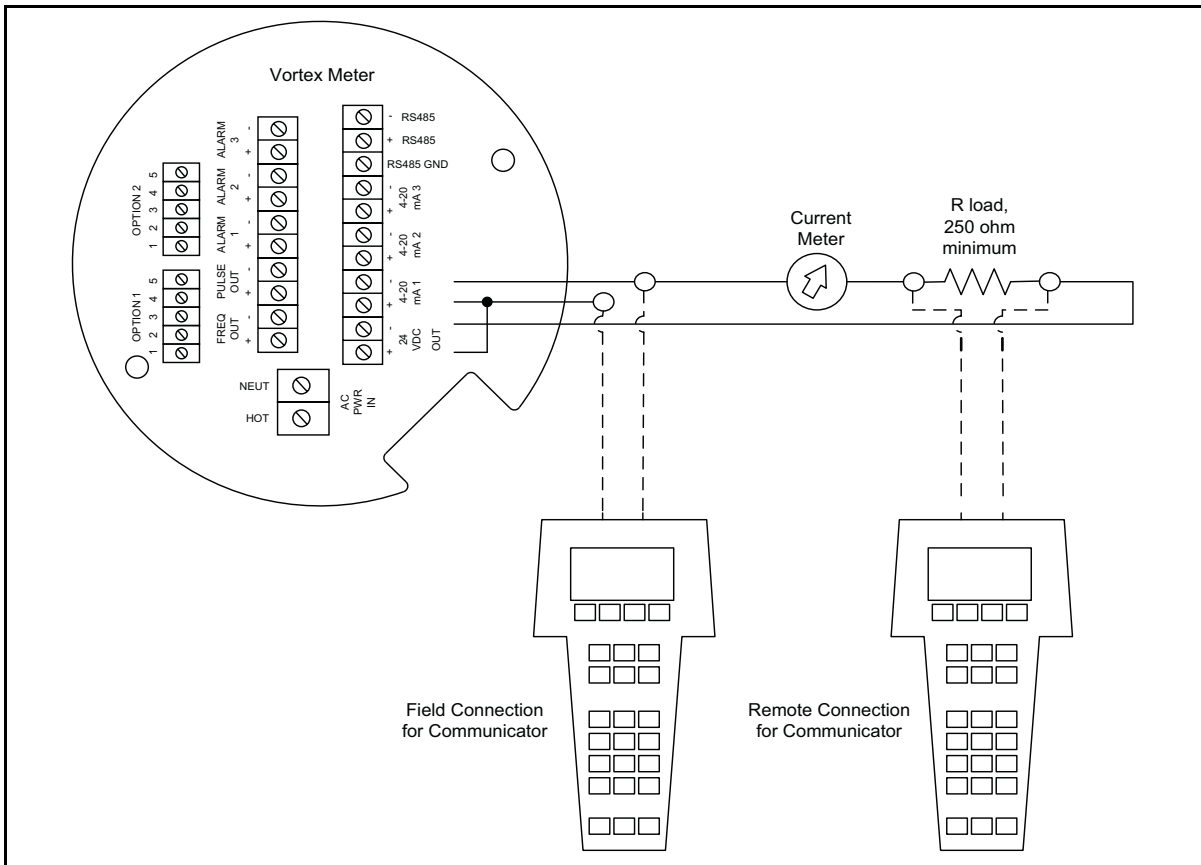 Vortex Meter
- RS485
+ RS485
RS485 GND
- 4-20
+ mA 3
- 4-20
+ mA 2
- 4-20
+ mA 1
- 24
+ VDC
OUT
ALARM
3
- +
ALARM
2
- +
ALARM
1
- +
PULSE
OUT
- +
FREQ
OUT
- +
OPTION 2
5
4
3
2
1
OPTION 1
5
4
3
2
1
NEUT
HOT
AC
PWR
IN
Current
Meter
R load,
250 ohm
minimum
Field Connection
for Communicator
Remote Connection
for Communicator